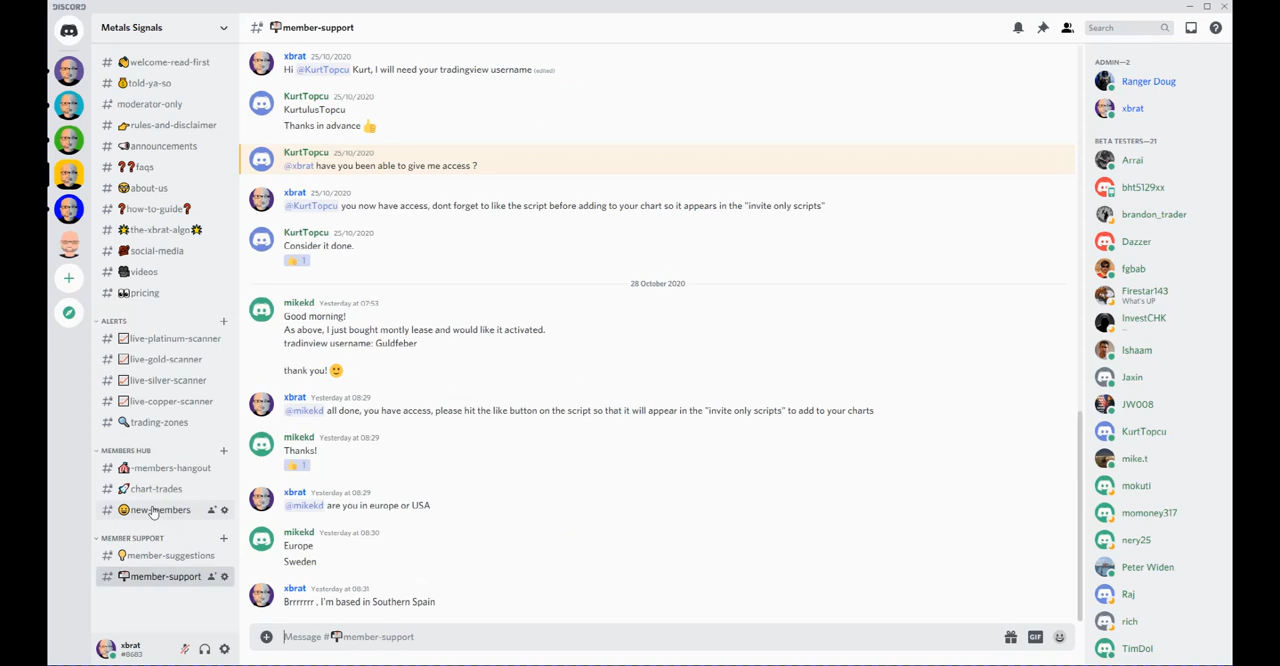 DISCORD
Metals Signals
welcome-read-first
told-ya-so
moderator-only
rules-and-disclaimer
announcements
faqs
about-us
how-to-guide
the-xbrat-algo
social-media
videos
pricing
ALERTS
live-platinum-scanner
live-gold-scanner
live-silver-scanner
live-copper-scanner
trading-zones
MEMBERS HUB
-members-hangout
chart-trades
new-members
MEMBER SUPPORT
member-suggestions
member-support
xbrat
#8683
# member-support
Search
xbrat 25/10/2020
Hi @KurtTopcu Kurt, I will need your tradingview username (edited)
KurtTopcu 25/10/2020
KurtulusTopcu
Thanks in advance
KurtTopcu 25/10/2020
@xbrat have you been able to give me access ?
xbrat 25/10/2020
@KurtTopcu you now have access, dont forget to like the script before adding to your chart so it appears in the "invite only scripts"
KurtTopcu 25/10/2020
Consider it done.
1
28 October 2020
mikekd Yesterday at 07:53
Good morning!
As above, I just bought montly lease and would like it activated.
tradinview username: Guldfeber
thank you!
xbrat Yesterday at 08:29
@mikekd all done, you have access, please hit the like button on the script so that it will appear in the "invite only scripts" to add to your charts
mikekd Yesterday at 08:29
Thanks!
1
xbrat Yesterday at 08:29
@mikekd are you in europe or USA
mikekd Yesterday at 08:30
Europe
Sweden
xbrat Yesterday at 08:31
Brrrrrrr , I'm based in Southern Spain
Message # member-support
GIF
ADMIN—2
Ranger Doug
xbrat
BETA TESTERS—21
Arrai
bht5129xx
brandon_trader
Dazzer
fgbab
Firestar143
What's UP
InvestCHK
...
Ishaam
Jaxin
JW008
KurtTopcu
mike.t
mokuti
momoney317
nery25
Peter Widen
Raj
rich
TimDol